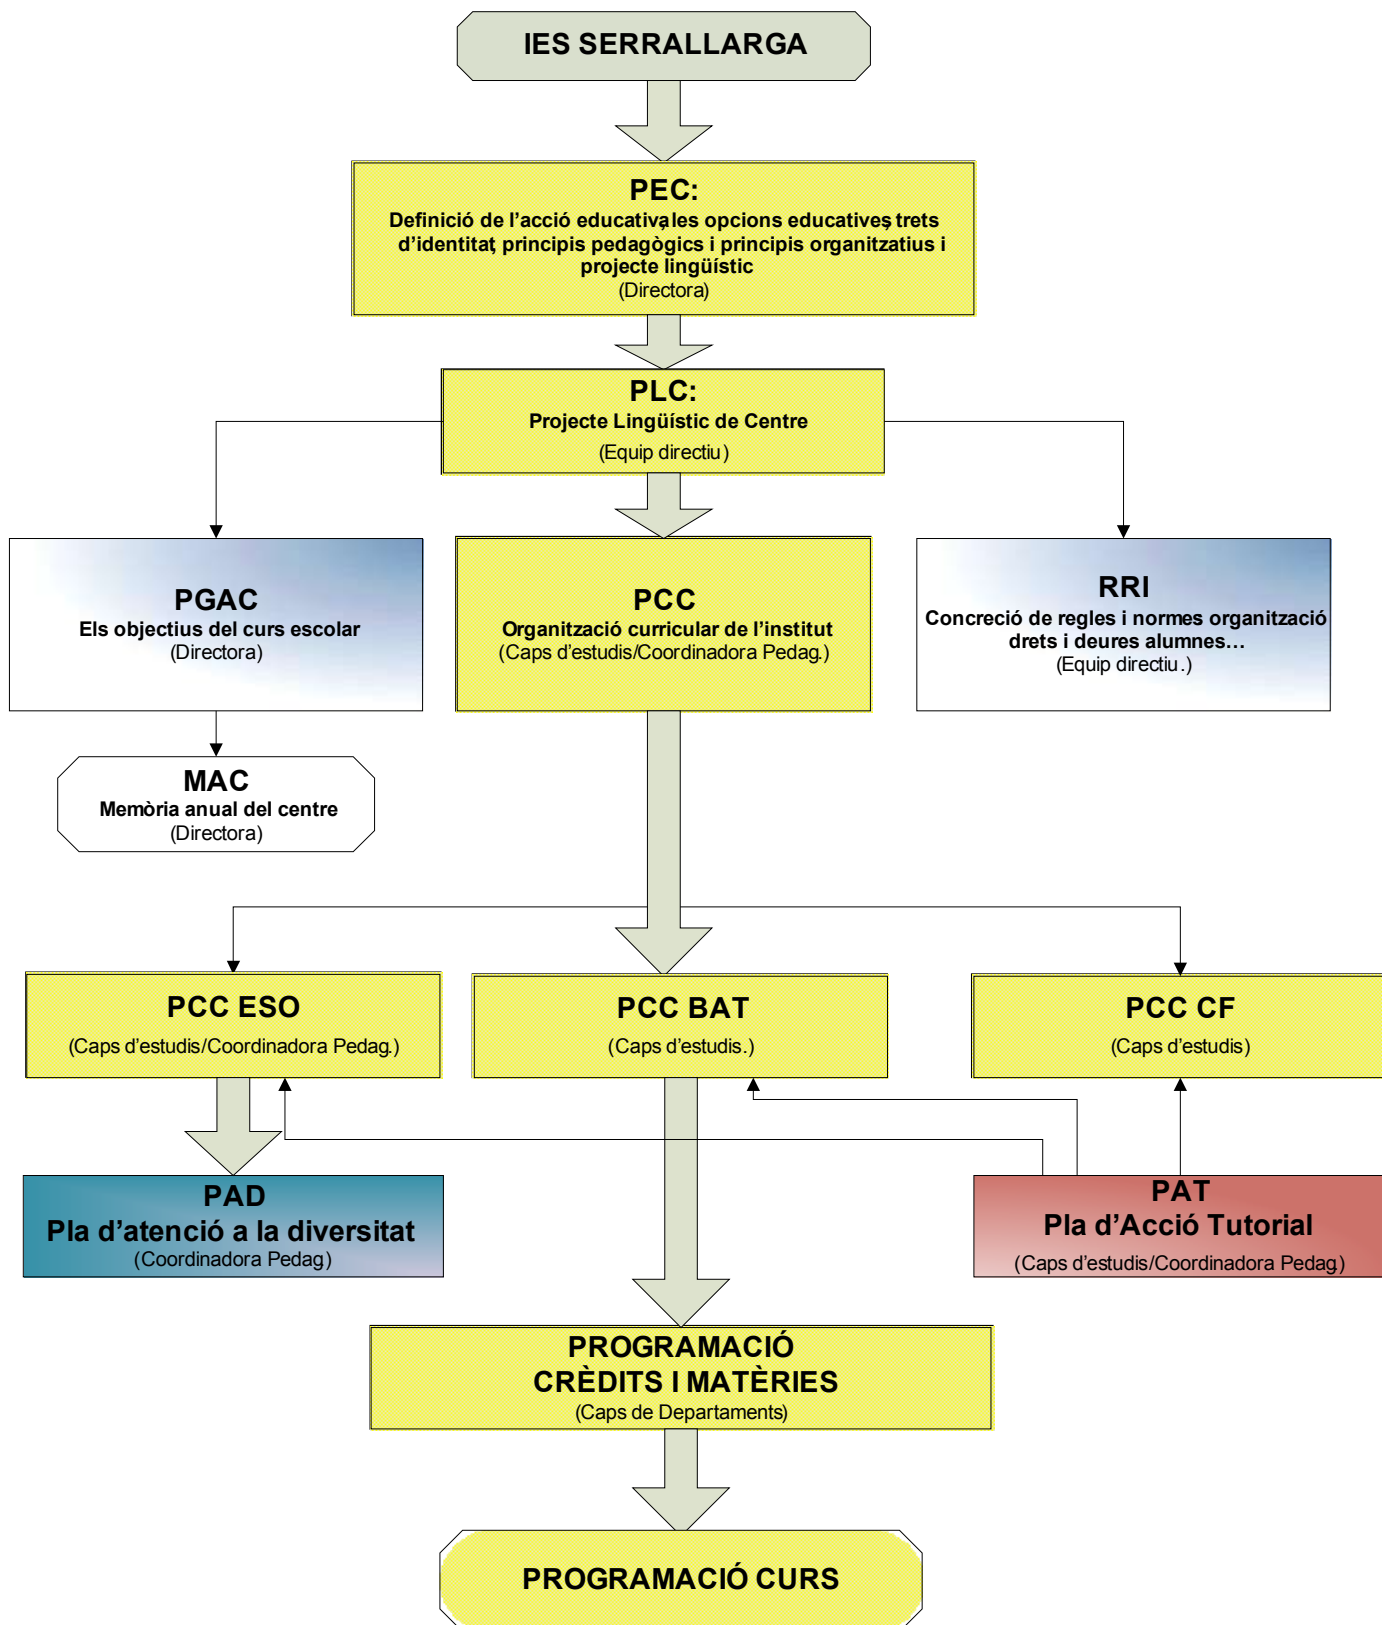 IES SERRALLARGA
PEC:
Definició de l'acció educativa, les opcions educatives, trets
d'identitat, principis pedagògics i principis organitzatius i
projecte lingüístic
(Directora)
PLC:
Projecte Lingüístic de Centre
(Equip directiu)
PGAC
Els objectius del curs escolar
(Directora)
PCC
Organització curricular de l'institut
(Caps d'estudis/Coordinadora Pedag.)
RRI
Concreció de regles i normes organització
drets i deures alumnes…
(Equip directiu.)
MAC
Memòria anual del centre
(Directora)
PCC ESO
(Caps d'estudis/Coordinadora Pedag.)
PCC BAT
(Caps d'estudis.)
PCC CF
(Caps d'estudis)
PAD
Pla d'atenció a la diversitat
(Coordinadora Pedag)
PAT
Pla d'Acció Tutorial
(Caps d'estudis/Coordinadora Pedag.)
PROGRAMACIÓ
CRÈDITS I MATÈRIES
(Caps de Departaments)
PROGRAMACIÓ CURS